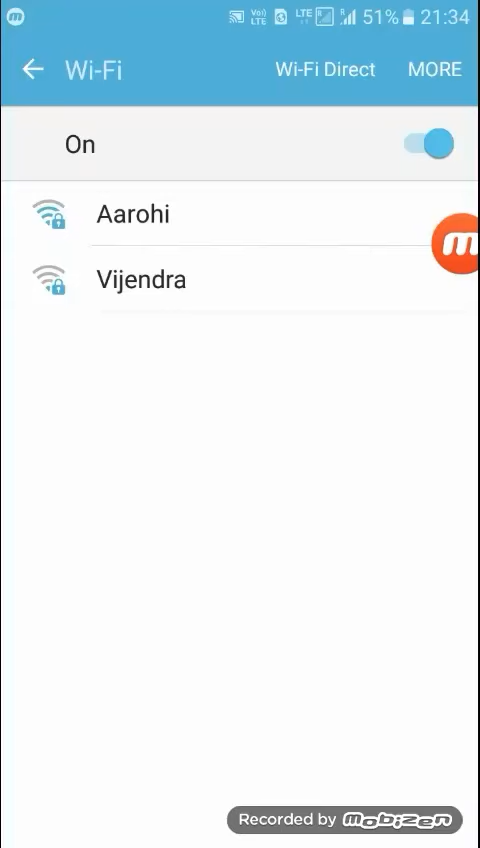 51% 21:34
Wi-Fi Wi-Fi Direct MORE
On
Aarohi
Vijendra
Recorded by mobizen